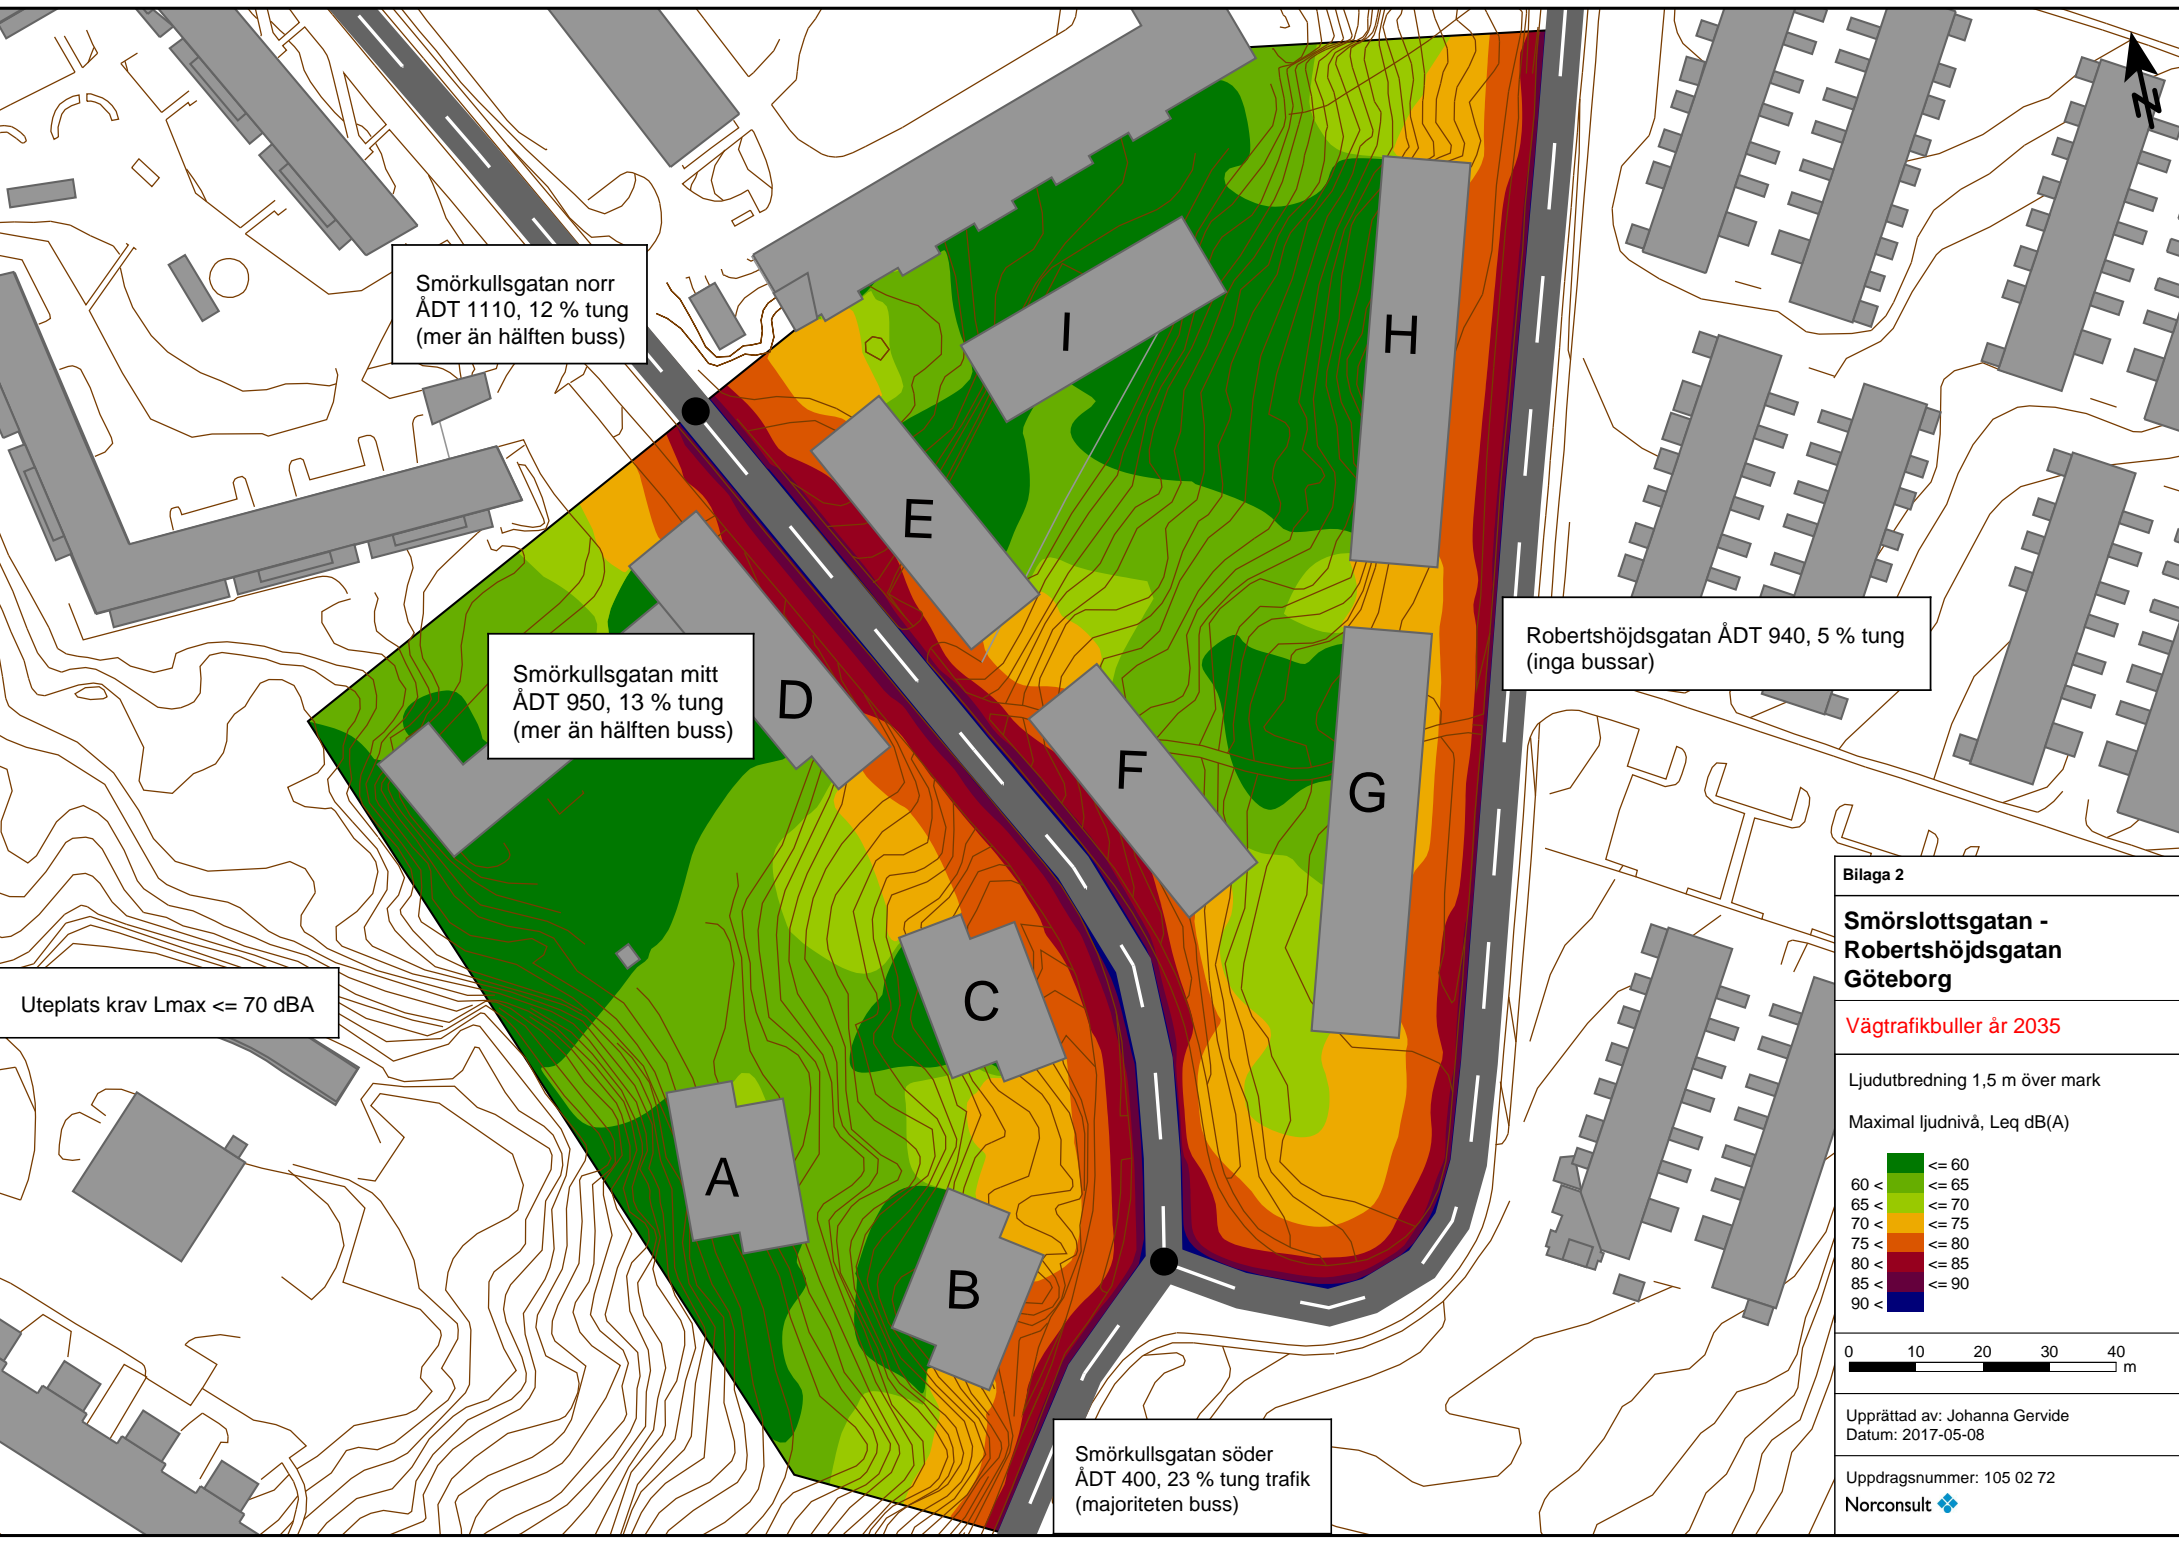 N
Smörkullsgatan norr
ÅDT 1110, 12 % tung
(mer än hälften buss)
I
H
E
Robertshöjdsgatan ÅDT 940, 5 % tung
(inga bussar)
Smörkullsgatan mitt
ÅDT 950, 13 % tung
(mer än hälften buss)
D
F
G
C
Uteplats krav Lmax <= 70 dBA
A
B
Smörkullsgatan söder
ÅDT 400, 23 % tung trafik
(majoriteten buss)
Bilaga 2
Smörslottsgatan -
Robertshöjdsgatan
Göteborg
Vägtrafikbuller år 2035
Ljudutbredning 1,5 m över mark
Maximal ljudnivå, Leq dB(A)
<= 60
60 < <= 65
65 < <= 70
70 < <= 75
75 < <= 80
80 < <= 85
85 < <= 90
90 <
0 10 20 30 40
m
Upprättad av: Johanna Gervide
Datum: 2017-05-08
Uppdragsnummer: 105 02 72
Norconsult